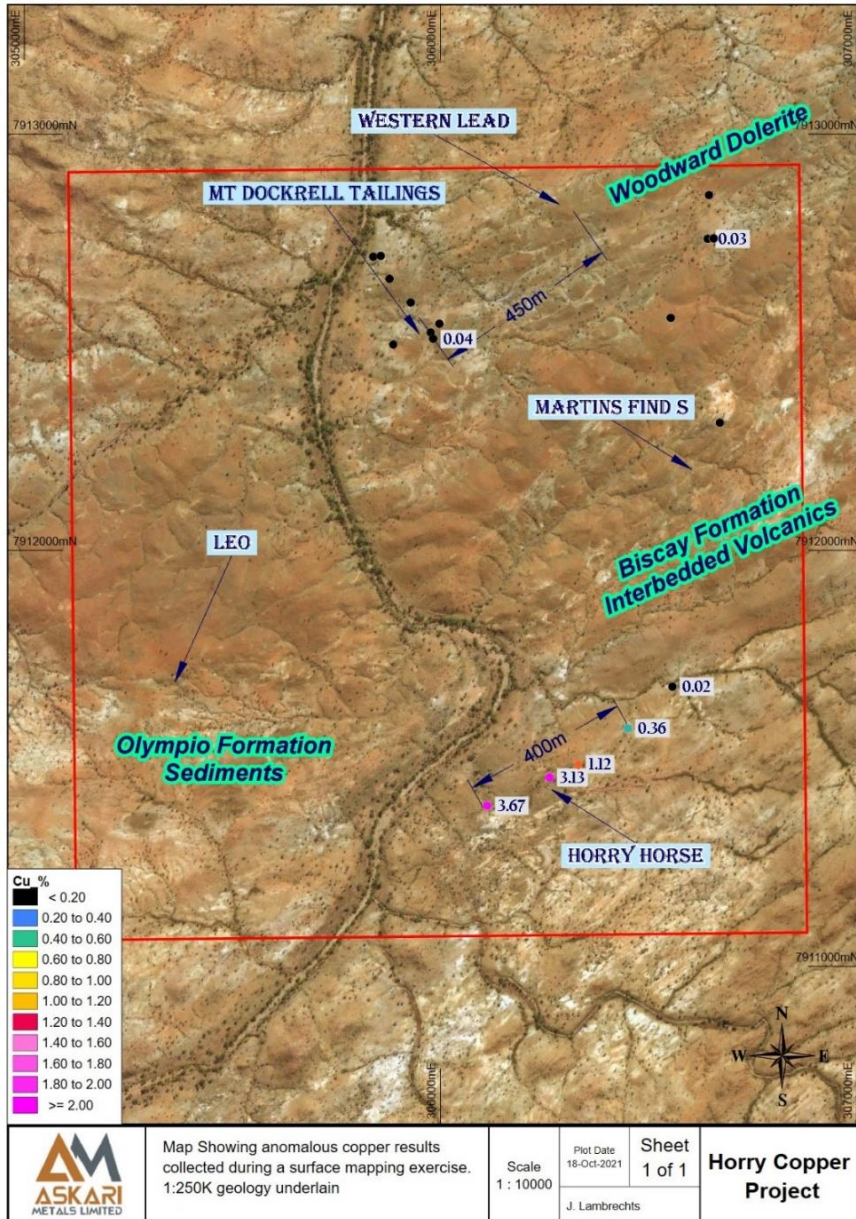 305000mE
306000mE
307000mE
7913000mN
7913000mN
WESTERN LEAD
Woodward Dolerite
MT DOCKRELL TAILINGS
0.03
450m
0.04
MARTINS FIND S
7912000mN
7912000mN
LEO
Biscay Formation
Interbedded Volcanics
0.02
0.36
400m
Olympio Formation
Sediments
1.12
3.13
3.67
HORRY HORSE
Cu_%
< 0.20
0.20 to 0.40
0.40 to 0.60
0.60 to 0.80
0.80 to 1.00
1.00 to 1.20
1.20 to 1.40
1.40 to 1.60
1.60 to 1.80
1.80 to 2.00
>= 2.00
7911000mN
N
W E
S
306000mE
307000mE
AM
ASKARI
METALS LIMITED
Map Showing anomalous copper results
collected during a surface mapping exercise.
1:250K geology underlain
Scale
1 : 10000
Plot Date
18-Oct-2021
J. Lambrechts
Sheet
1 of 1
Horry Copper
Project